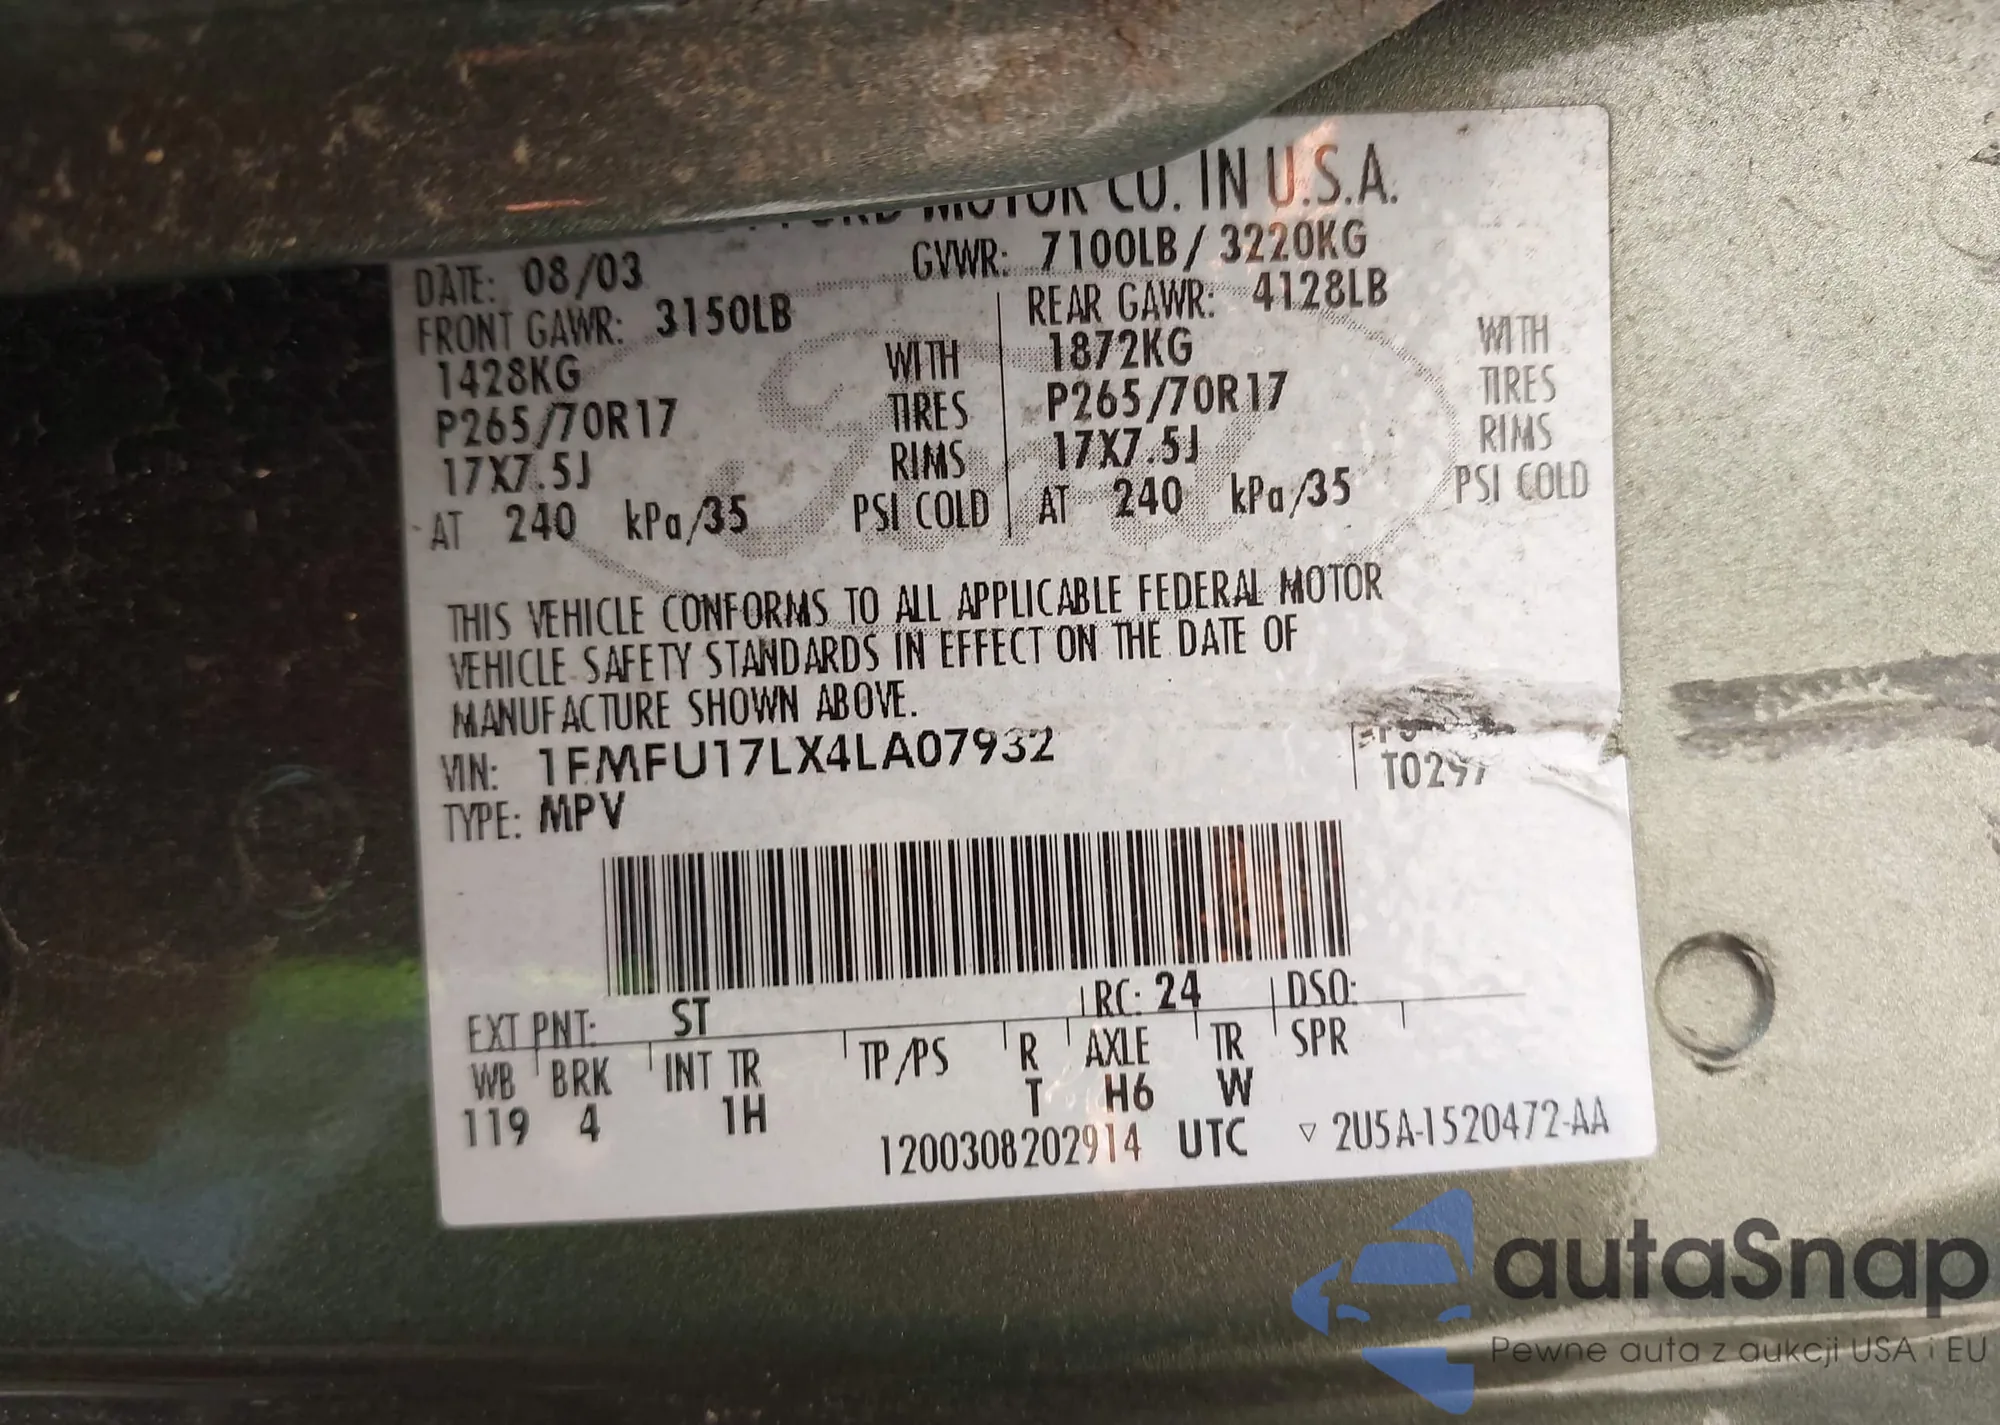 FORD MOTOR CO. IN U.S.A.
DATE: 08/03 GVWR: 7100LB / 3220KG
FRONT GAWR: 3150LB REAR GAWR: 4128LB
1428KG WITH 1872KG WITH
P265/70R17 TIRES P265/70R17 TIRES
17X7.5J RIMS 17X7.5J RIMS
AT 240 kPa/35 PSI COLD AT 240 kPa/35 PSI COLD
THIS VEHICLE CONFORMS TO ALL APPLICABLE FEDERAL MOTOR
VEHICLE SAFETY STANDARDS IN EFFECT ON THE DATE OF
MANUFACTURE SHOWN ABOVE.
VIN: 1FMFU17LX4LA07932
T0297
TYPE: MPV
EXT PNT: ST RC: 24 DSO:
WB BRK INT TR TP/PS R AXLE TR SPR
119 4 1H T H6 W
1200308202914 UTC ▽ 2U5A-1520472-AA
autaSnap
Pewne auta z aukcji USA i EU